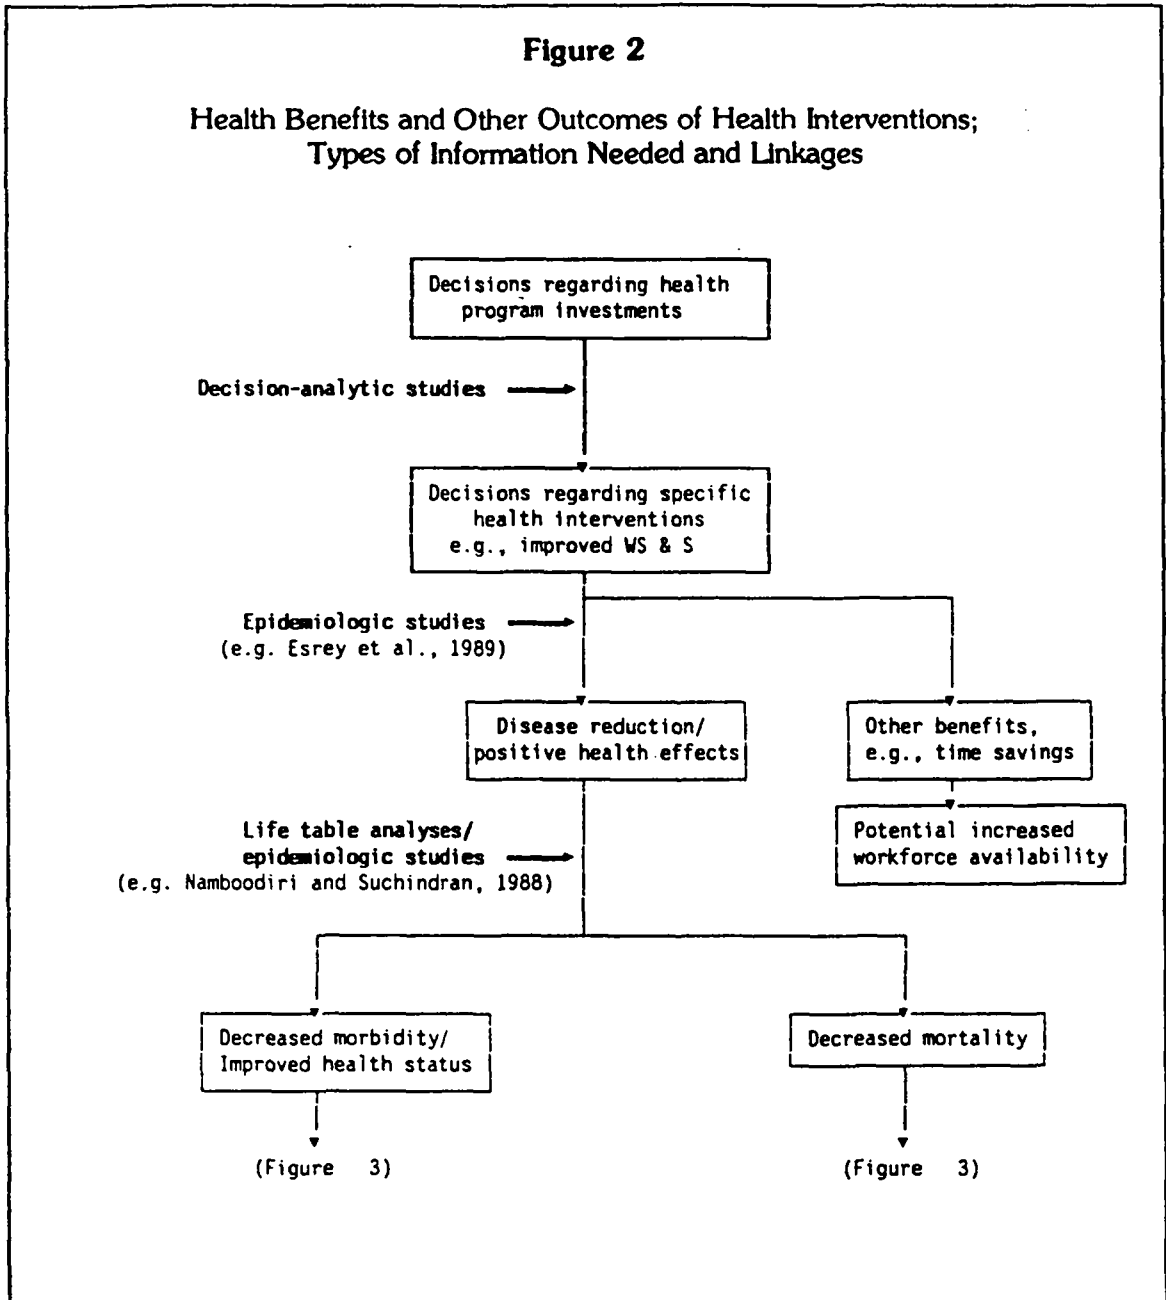 Figure 2
Health Benefits and Other Outcomes of Health Interventions;
Types of Information Needed and Linkages
Decisions regarding health
program investments
Decision-analytic studies
Decisions regarding specific
health interventions
e.g., improved WS & S
Epidemiologic studies
(e.g. Esrey et al., 1989)
Disease reduction/
positive health effects
Other benefits,
e.g., time savings
Potential increased
workforce availability
Life table analyses/
epidemiologic studies
(e.g. Namboodiri and Suchindran, 1988)
Decreased morbidity/
Improved health status
Decreased mortality
(Figure 3)
(Figure 3)